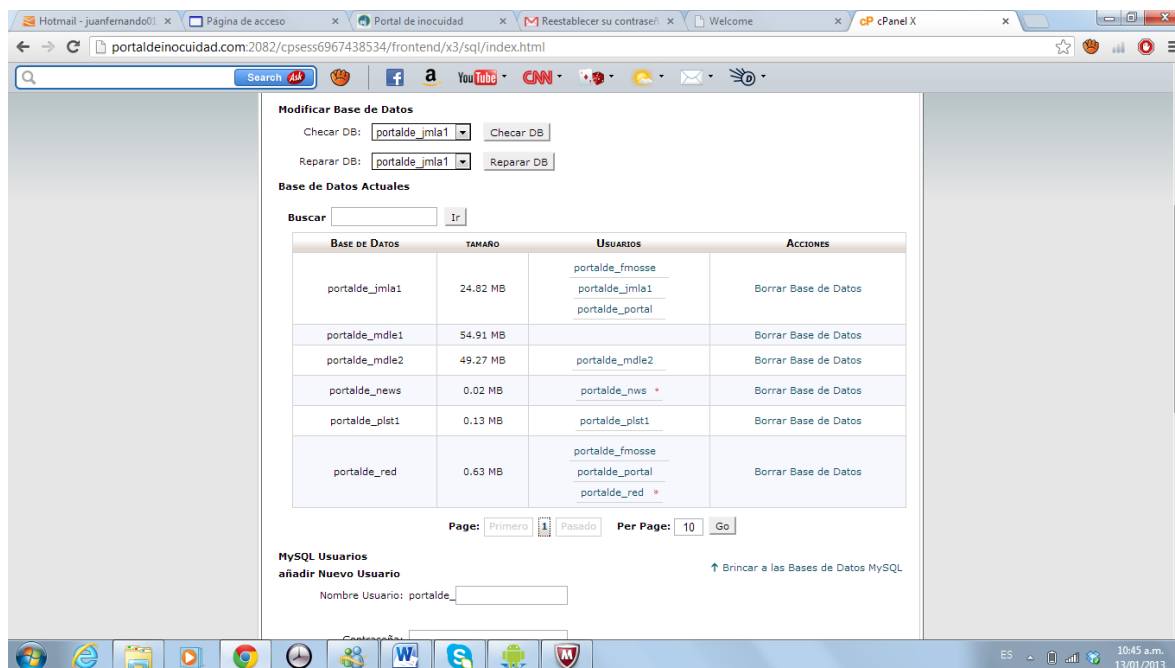 Hotmail - juanfernando01 Página de acceso Portal de inocuidad Reestablecer su contraseñ Welcome cP cPanel X
portaldeinocuidad.com:2082/cpsess6967438534/frontend/x3/sql/index.html
Search Ask f a YouTube CNN
Modificar Base de Datos
Checar DB: portalde_jmla1 Checar DB
Reparar DB: portalde_jmla1 Reparar DB
Base de Datos Actuales
Buscar Ir
Base de Datos Tamaño Usuarios Acciones
portalde_jmla1 24.82 MB portalde_fmosse Borrar Base de Datos
portalde_jmla1
portalde_portal
portalde_mdle1 54.91 MB Borrar Base de Datos
portalde_mdle2 49.27 MB portalde_mdle2 Borrar Base de Datos
portalde_news 0.02 MB portalde_nws * Borrar Base de Datos
portalde_plst1 0.13 MB portalde_plst1 Borrar Base de Datos
portalde_red 0.63 MB portalde_fmosse Borrar Base de Datos
portalde_portal
portalde_red *
Page: Primero 1 Pasado Per Page: 10 Go
MySQL Usuarios
↑ Brincar a las Bases de Datos MySQL
añadir Nuevo Usuario
Nombre Usuario: portalde_
Contraseña:
ES 10:45 a.m.